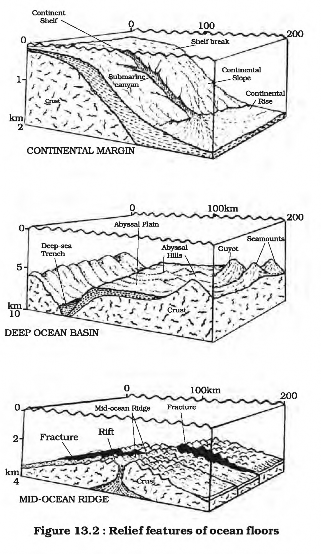 Continent
Shelf
0
100
200
0
Shelf break
1
Submarine
canyon
Continental
Slope
Continental
Rise
Crust
km
2
CONTINENTAL MARGIN
0
100km
200
0
Abyssal Plain
Deep-sea
Trench
Abyssal
Hills
Guyot
Seamounts
5
km
10
Crust
DEEP OCEAN BASIN
0
100km
200
0
Mid-ocean Ridge
Fracture
2
Fracture
Rift
km
4
Crust
MID-OCEAN RIDGE
Figure 13.2 : Relief features of ocean floors